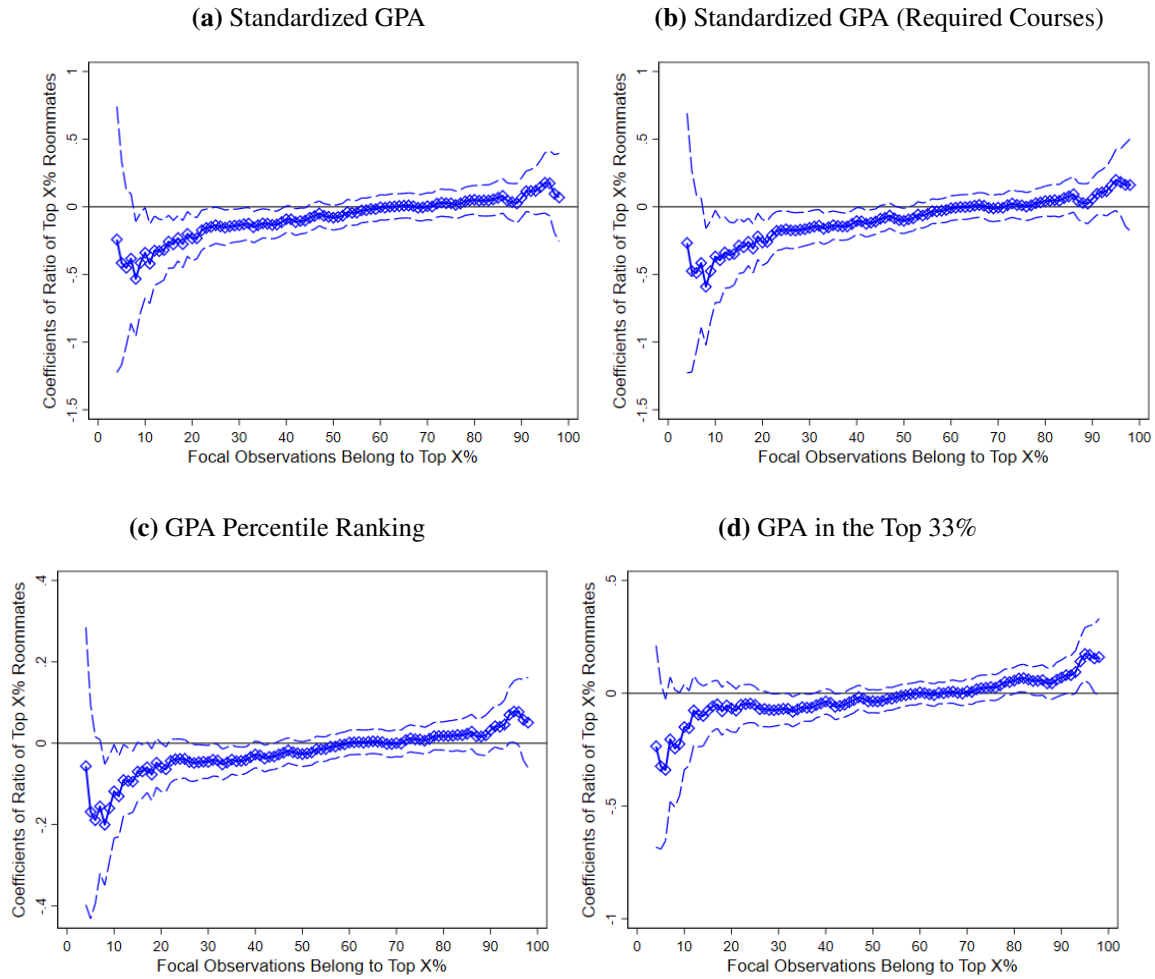 (a) Standardized GPA
Coefficients of Ratio of Top X% Roommates
1
.5
0
-.5
-1
-1.5
0 10 20 30 40 50 60 70 80 90 100
Focal Observations Belong to Top X%
(b) Standardized GPA (Required Courses)
Coefficients of Ratio of Top X% Roommates
1
.5
0
-.5
-1
-1.5
0 10 20 30 40 50 60 70 80 90 100
Focal Observations Belong to Top X%
(c) GPA Percentile Ranking
Coefficients of Ratio of Top X% Roommates
.4
.2
0
-.2
-.4
0 10 20 30 40 50 60 70 80 90 100
Focal Observations Belong to Top X%
(d) GPA in the Top 33%
Coefficients of Ratio of Top X% Roommates
.5
0
-.5
-1
0 10 20 30 40 50 60 70 80 90 100
Focal Observations Belong to Top X%